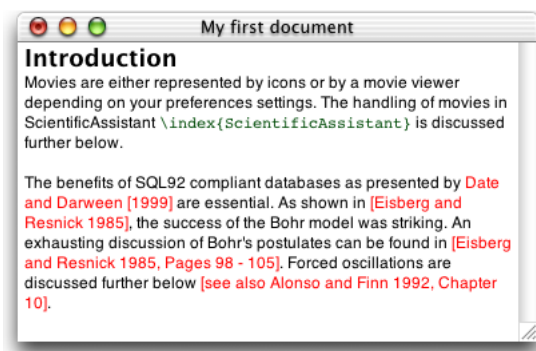 My first document
Introduction
Movies are either represented by icons or by a movie viewer
depending on your preferences settings. The handling of movies in
ScientificAssistant \index{ScientificAssistant} is discussed
further below.
The benefits of SQL92 compliant databases as presented by Date
and Darween [1999] are essential. As shown in [Eisberg and
Resnick 1985], the success of the Bohr model was striking. An
exhausting discussion of Bohr's postulates can be found in [Eisberg
and Resnick 1985, Pages 98 - 105]. Forced oscillations are
discussed further below [see also Alonso and Finn 1992, Chapter
10].